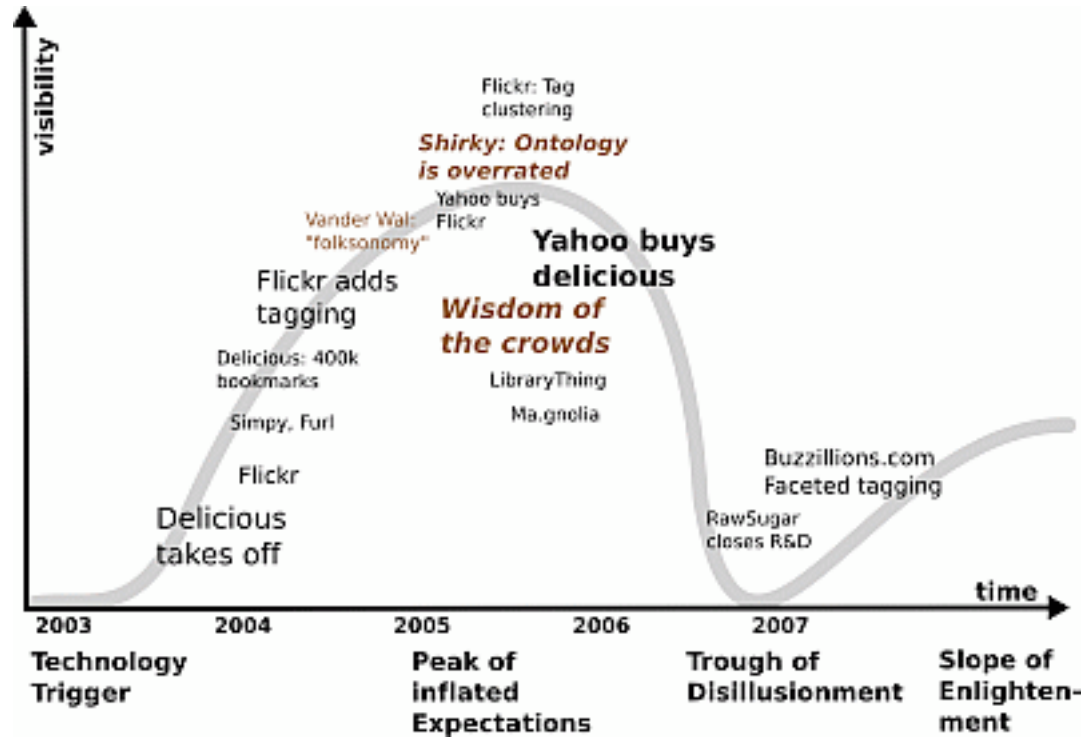 visibility
Flickr: Tag
clustering
Shirky: Ontology
is overrated
Yahoo buys
Flickr
Vander Wal:
"folksonomy"
Yahoo buys
delicious
Flickr adds
tagging
Wisdom of
the crowds
Delicious: 400k
bookmarks
LibraryThing
Ma.gnolia
Simpy, Furl
Flickr
Buzzillions.com
Faceted tagging
Delicious
takes off
RawSugar
closes R&D
time
2003 2004 2005 2006 2007
Technology
Trigger
Peak of
inflated
Expectations
Trough of
Disillusionment
Slope of
Enlighten-
ment